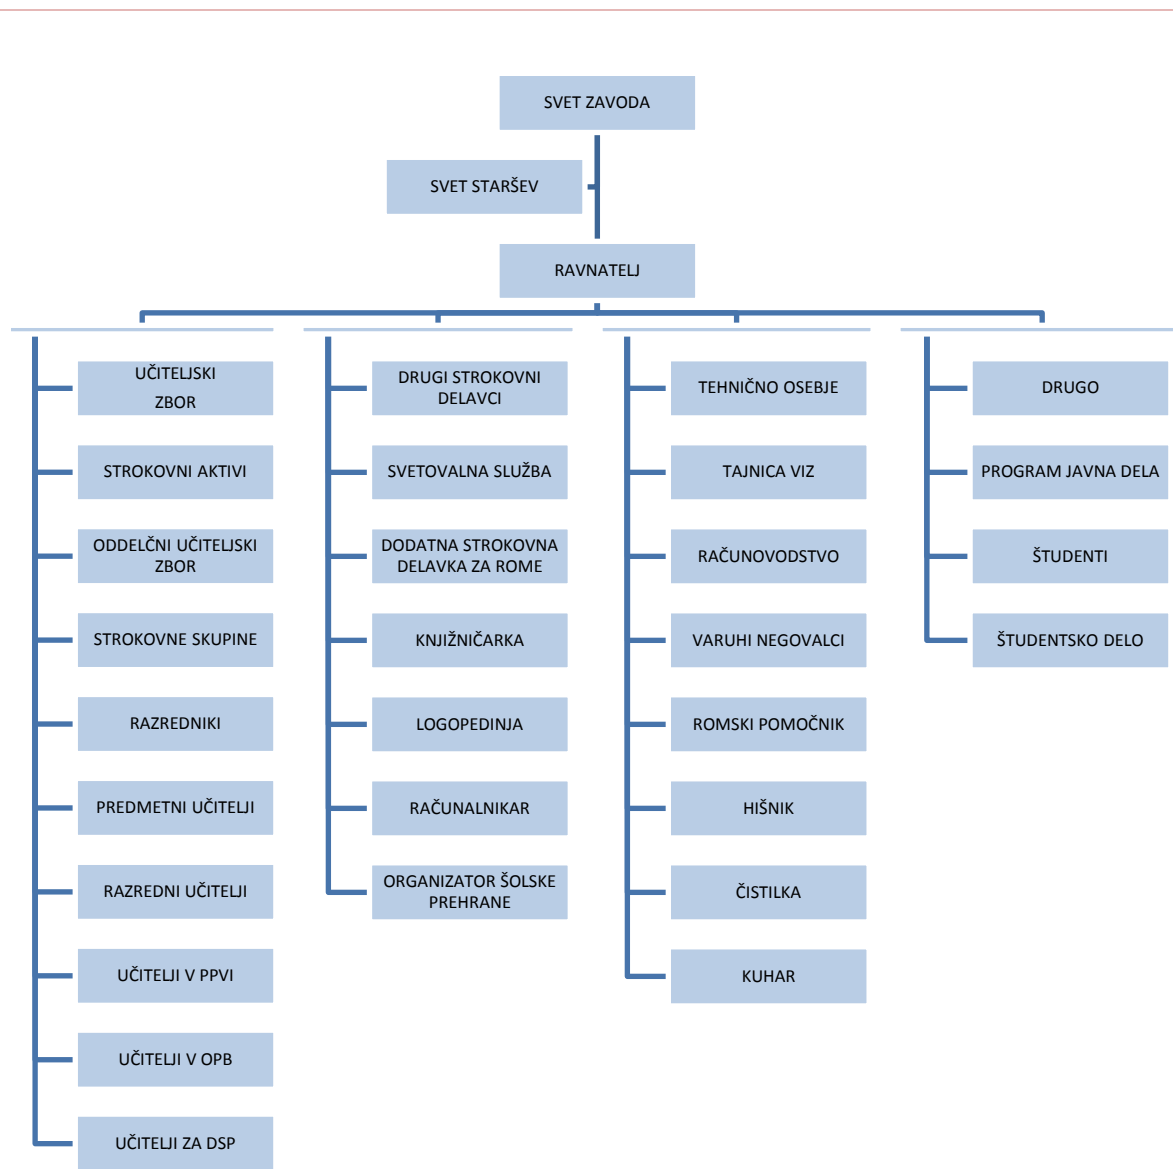 SVET ZAVODA
SVET STARŠEV
RAVNATELJ
UČITELJSKI
ZBOR
STROKOVNI AKTIVI
ODDELČNI UČITELJSKI
ZBOR
STROKOVNE SKUPINE
RAZREDNIKI
PREDMETNI UČITELJI
RAZREDNI UČITELJI
UČITELJI V PPVI
UČITELJI V OPB
UČITELJI ZA DSP
DRUGI STROKOVNI
DELAVCI
SVETOVALNA SLUŽBA
DODATNA STROKOVNA
DELAVKA ZA ROME
KNJIŽNIČARKA
LOGOPEDINJA
RAČUNALNIKAR
ORGANIZATOR ŠOLSKE
PREHRANE
TEHNIČNO OSEBJE
TAJNICA VIZ
RAČUNOVODSTVO
VARUHI NEGOVALCI
ROMSKI POMOČNIK
HIŠNIK
ČISTILKA
KUHAR
DRUGO
PROGRAM JAVNA DELA
ŠTUDENTI
ŠTUDENTSKO DELO